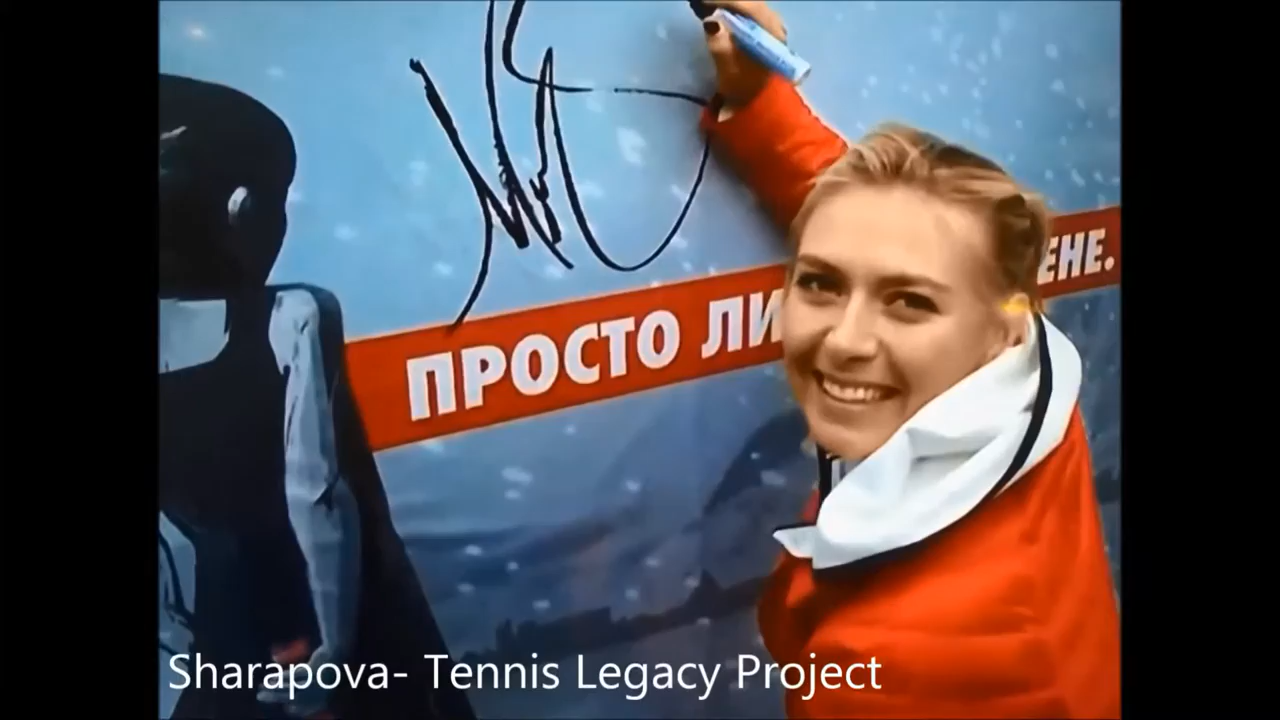 ПРОСТО ЛИ
ЕНЕ.
Sharapova- Tennis Legacy Project